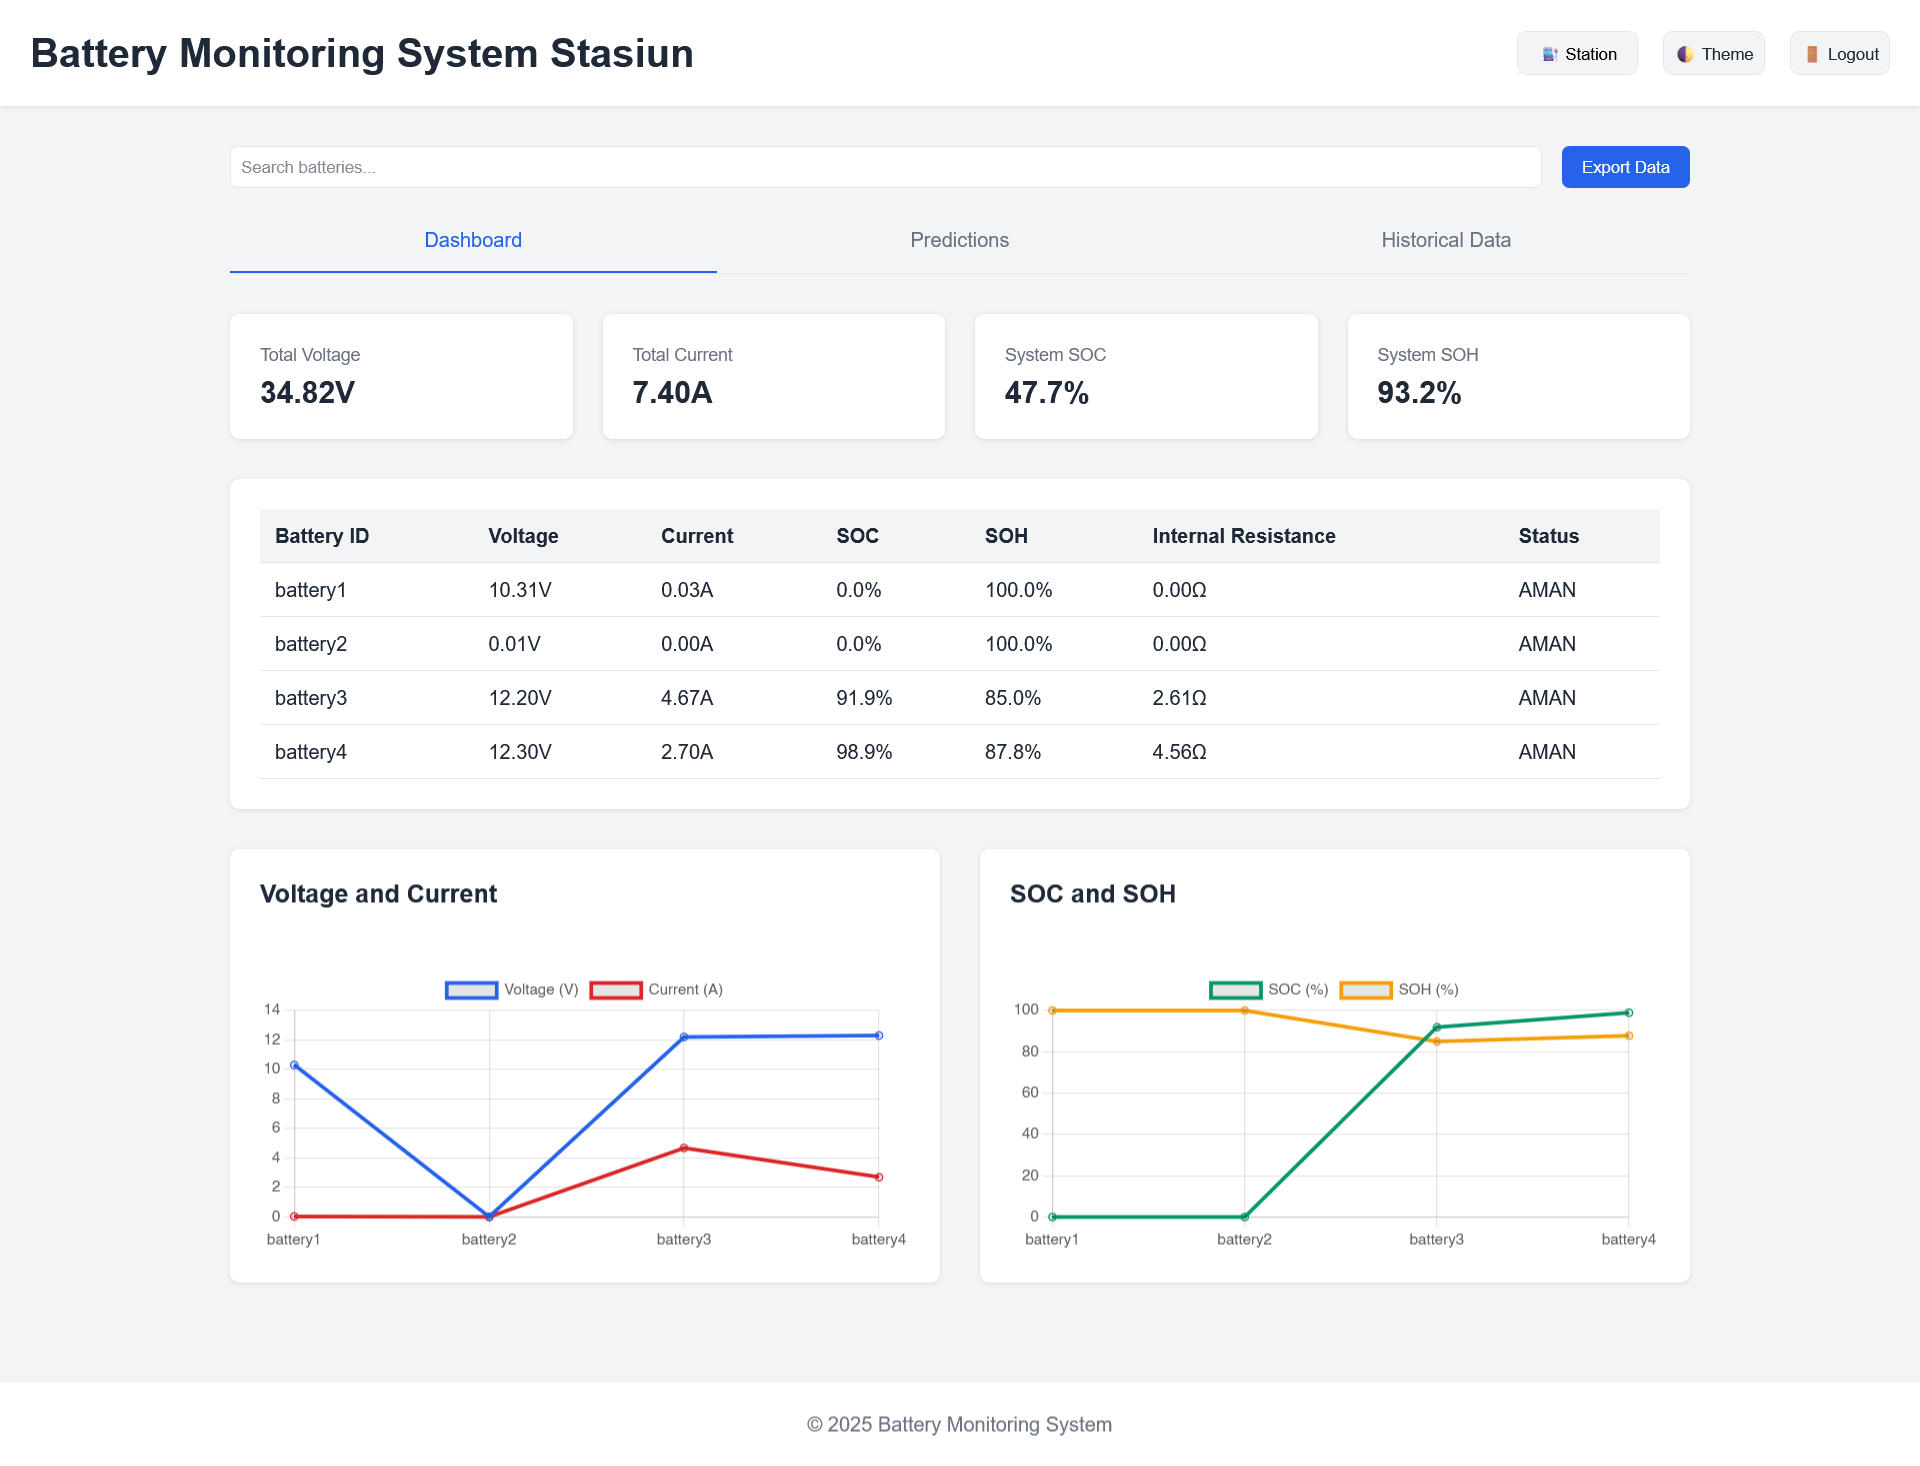 Battery Monitoring System Stasiun
Station
Theme
Logout
Search batteries...
Export Data
Dashboard
Predictions
Historical Data
Total Voltage
34.82V
Total Current
7.40A
System SOC
47.7%
System SOH
93.2%
Battery ID Voltage Current SOC SOH Internal Resistance Status
battery1 10.31V 0.03A 0.0% 100.0% 0.00Ω AMAN
battery2 0.01V 0.00A 0.0% 100.0% 0.00Ω AMAN
battery3 12.20V 4.67A 91.9% 85.0% 2.61Ω AMAN
battery4 12.30V 2.70A 98.9% 87.8% 4.56Ω AMAN
Voltage and Current
Voltage (V) Current (A)
14
12
10
8
6
4
2
0
battery1 battery2 battery3 battery4
SOC and SOH
SOC (%) SOH (%)
100
80
60
40
20
0
battery1 battery2 battery3 battery4
© 2025 Battery Monitoring System